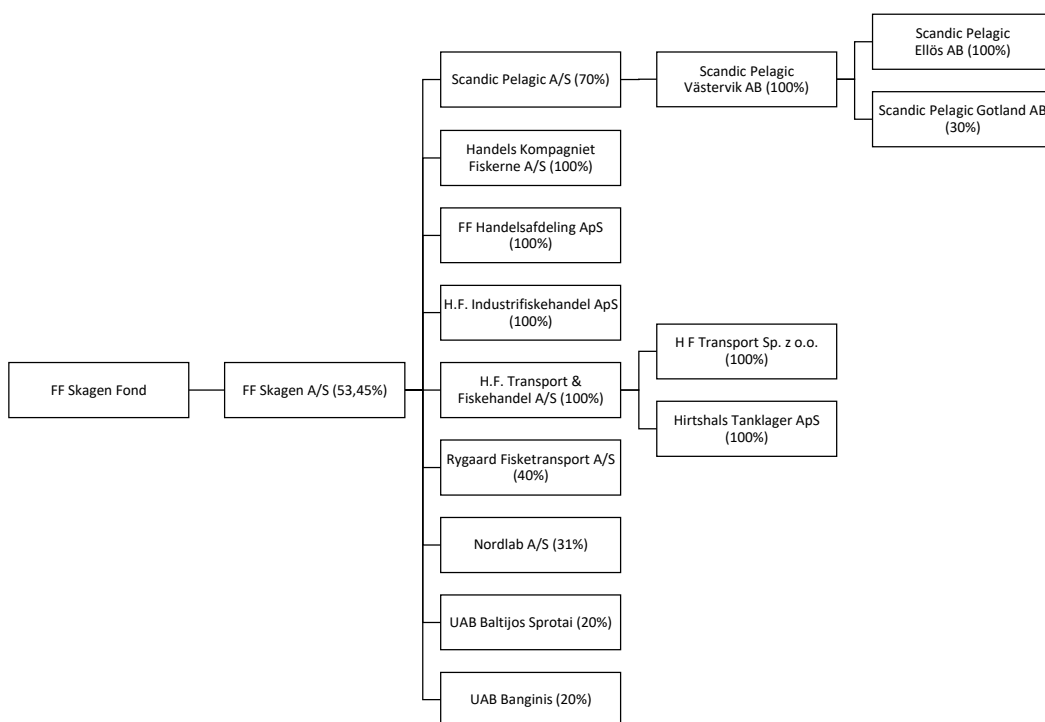 Scandic Pelagic
Ellös AB (100%)
Scandic Pelagic A/S (70%)
Scandic Pelagic
Västervik AB (100%)
Scandic Pelagic Gotland AB
(30%)
Handels Kompagniet
Fiskerne A/S (100%)
FF Handelsafdeling ApS
(100%)
H.F. Industrifiskehandel ApS
(100%)
H F Transport Sp. z o.o.
(100%)
FF Skagen Fond
FF Skagen A/S (53,45%)
H.F. Transport &
Fiskehandel A/S (100%)
Hirtshals Tanklager ApS
(100%)
Rygaard Fisketransport A/S
(40%)
Nordlab A/S (31%)
UAB Baltijos Sprotai (20%)
UAB Banginis (20%)